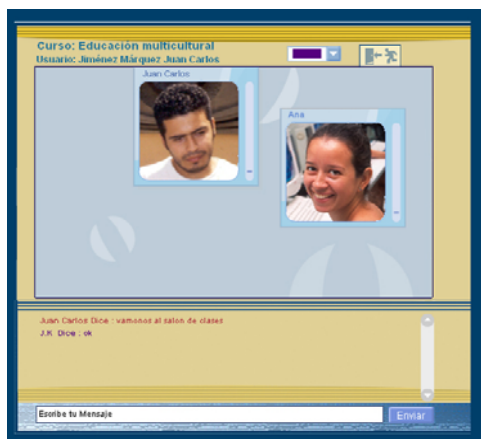 Curso: Educación multicultural
Usuario: Jiménez Márquez Juan Carlos
Juan Carlos
Ana
Juan Carlos Dice : vamonos al salon de clases
J.K. Dice : ok
Escribe tu Mensaje
Enviar